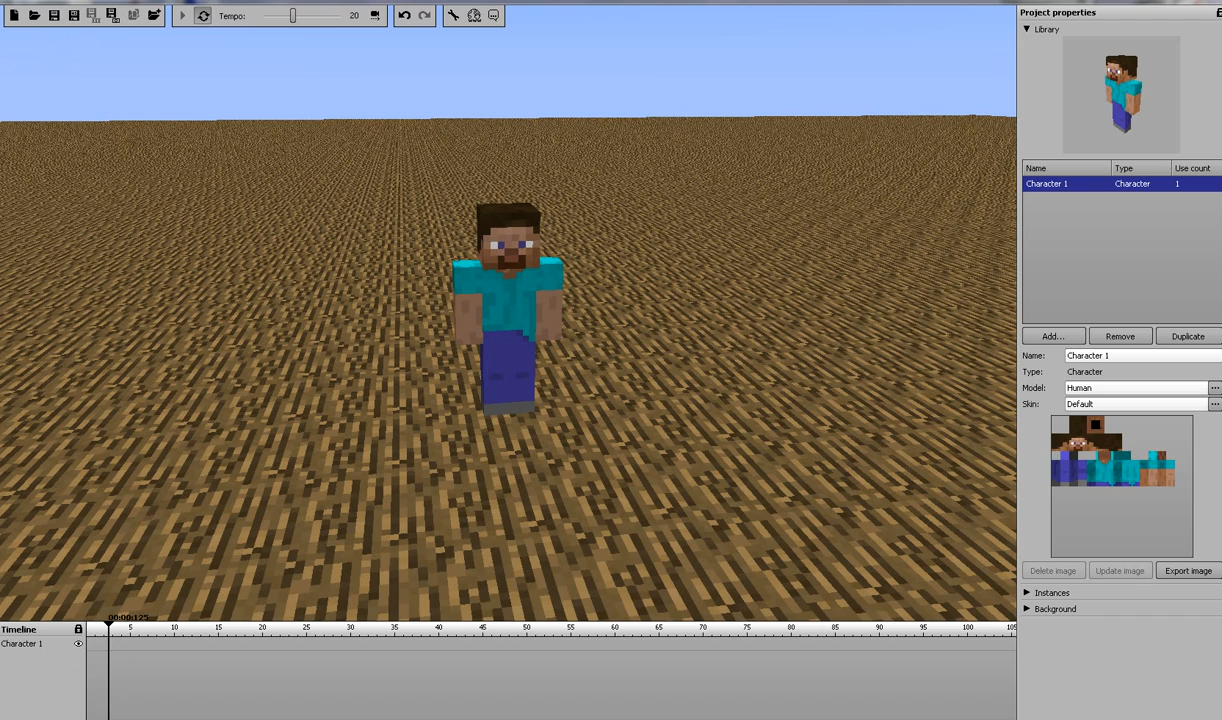 Tempo: 20
Project properties
Library
Name Type Use count
Character 1 Character 1
Add... Remove Duplicate
Name: Character 1
Type: Character
Model: Human ...
Skin: Default ...
Delete image Update image Export image
Instances
Background
00:00:125
Timeline 5 10 15 20 25 30 35 40 45 50 55 60 65 70 75 80 85 90 95 100 105
Character 1